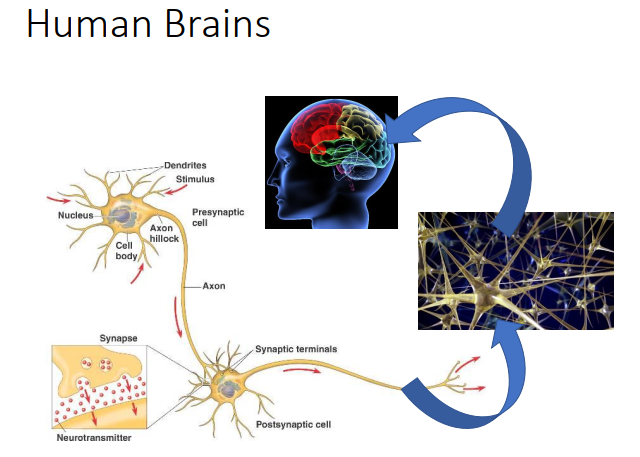 Human Brains
Dendrites
Stimulus
Nucleus
Presynaptic
cell
Axon
hillock
Cell
body
Axon
Synapse
Synaptic terminals
Postsynaptic cell
Neurotransmitter